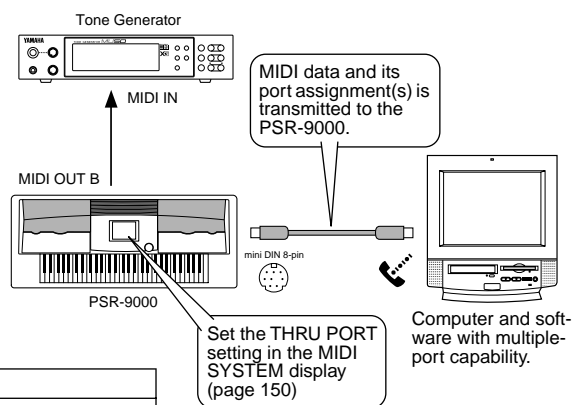 Tone Generator
YAMAHA
MIDI IN
MIDI data and its
port assignment(s) is
transmitted to the
PSR-9000.
MIDI OUT B
mini DIN 8-pin
PSR-9000
Set the THRU PORT
setting in the MIDI
SYSTEM display
(page 150)
Computer and soft-
ware with multiple-
port capability.